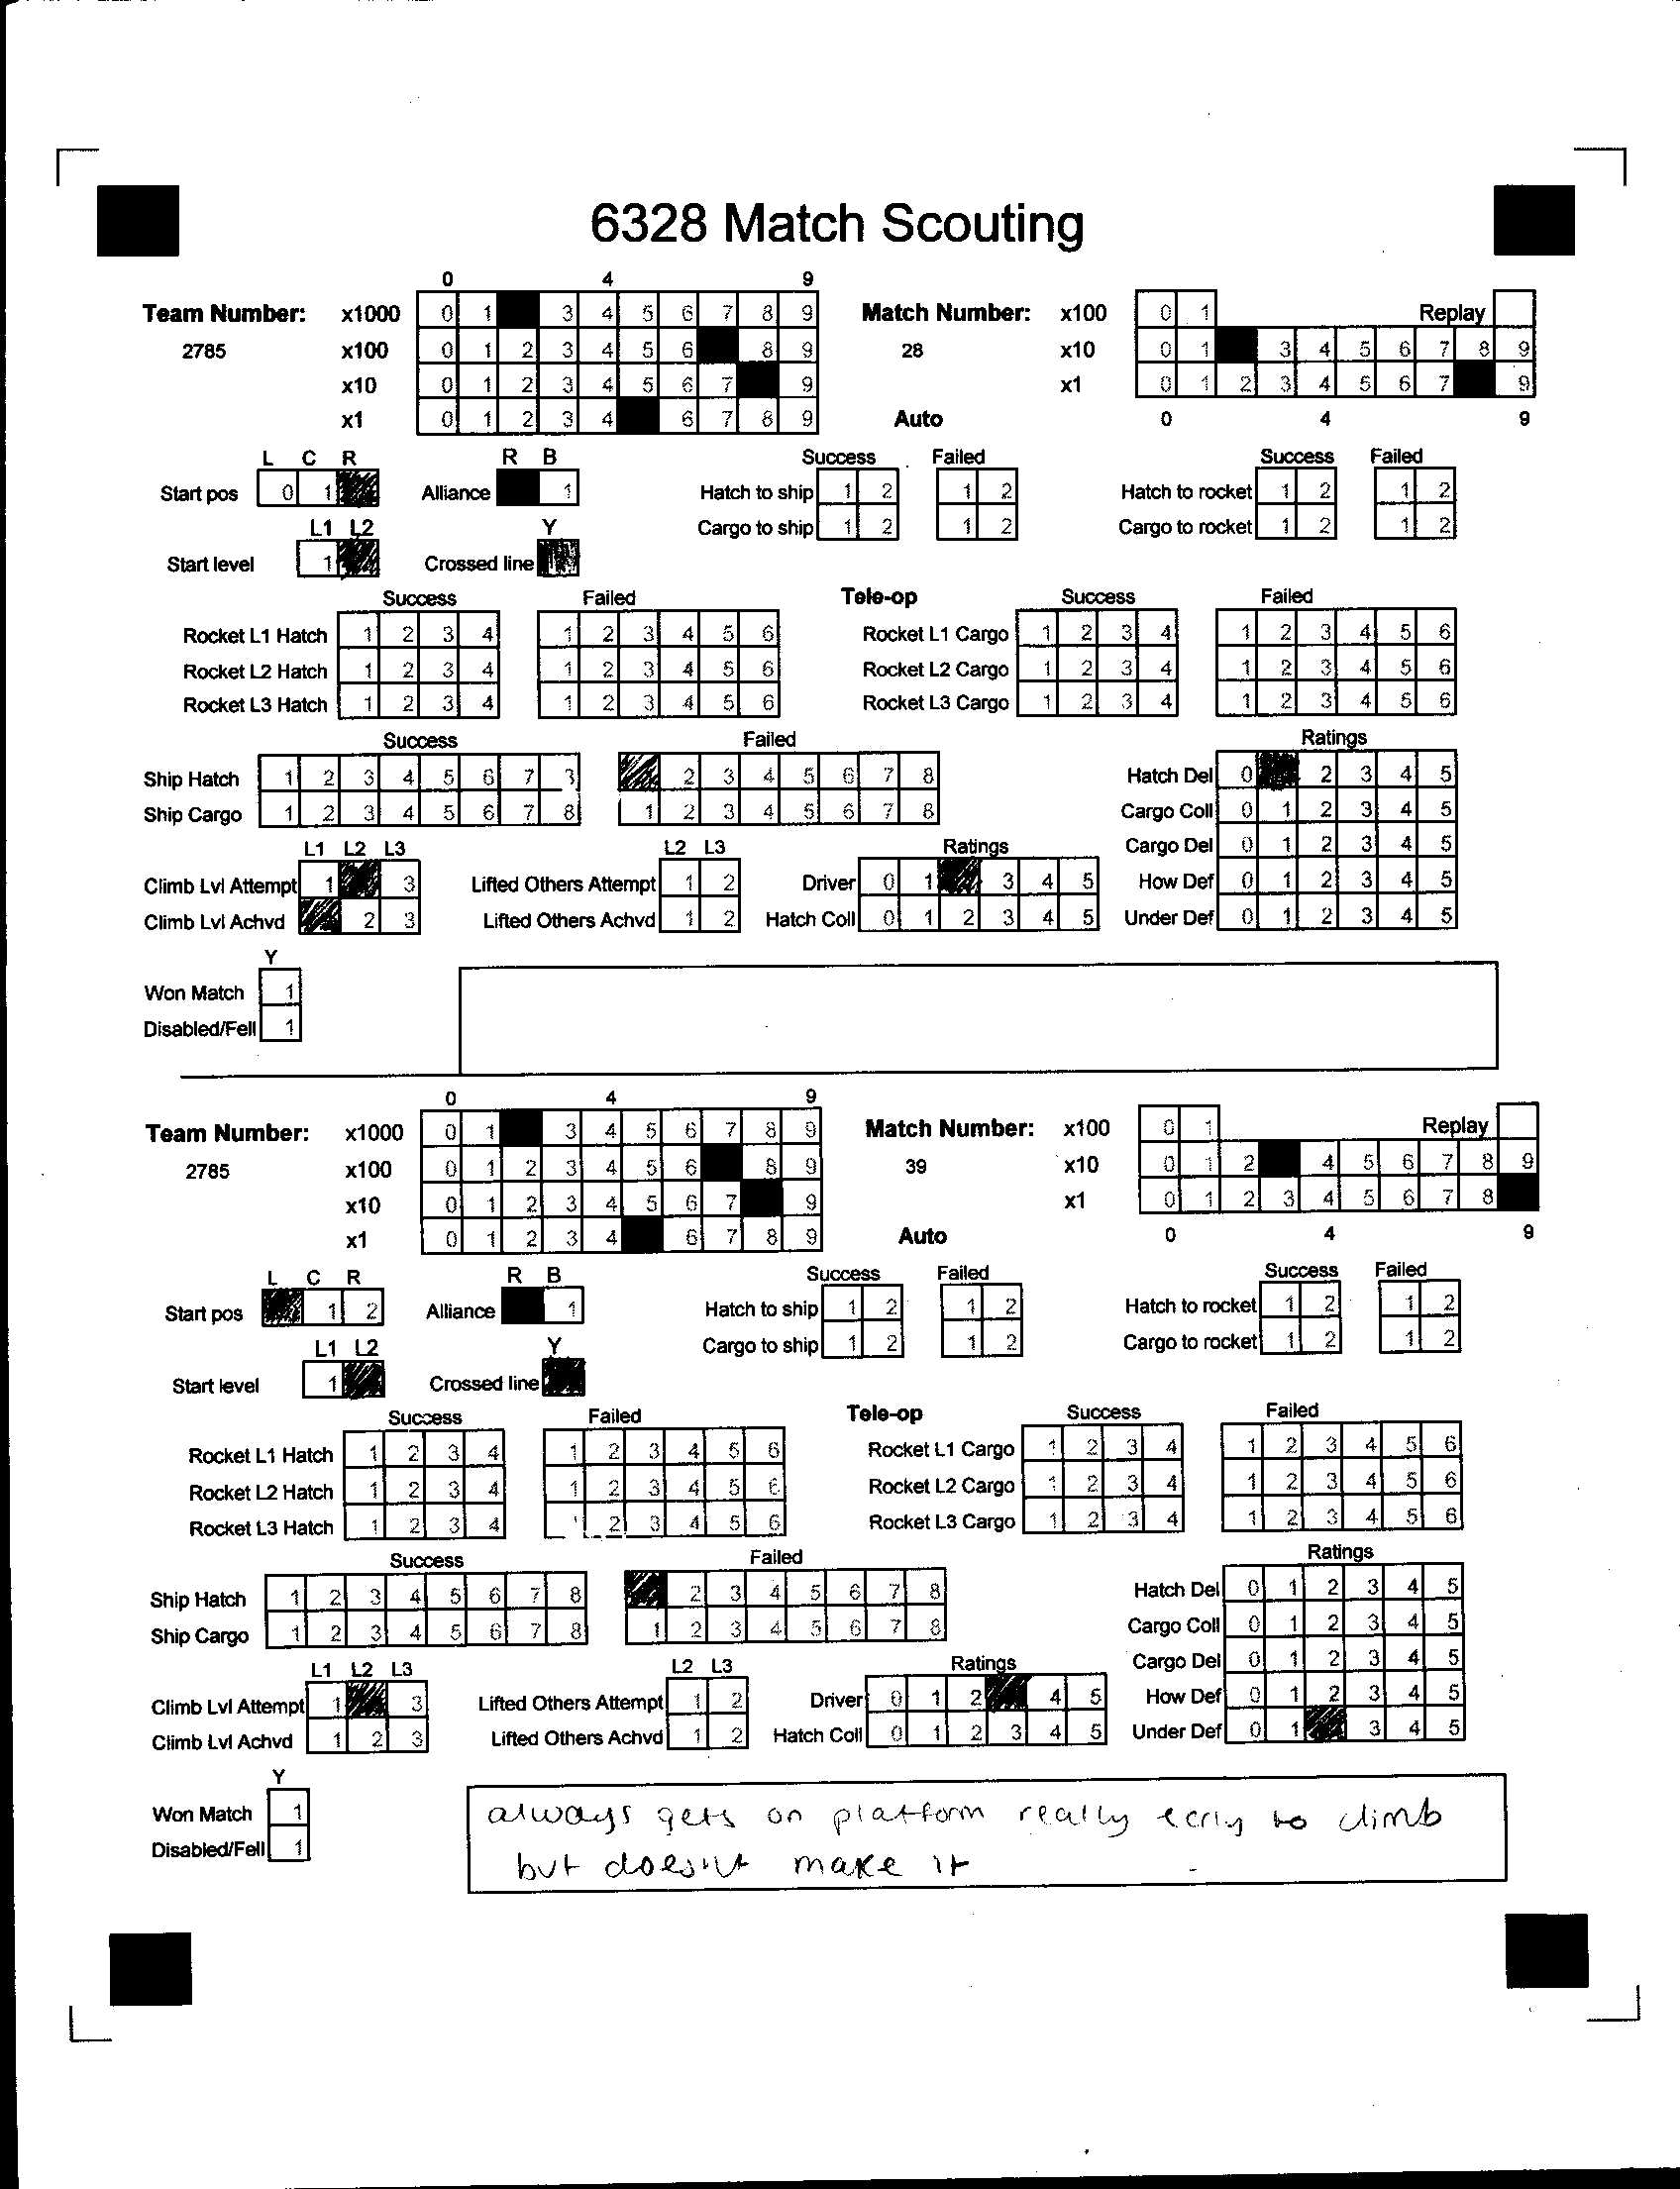 6328 Match Scouting
0 4 9
Team Number: x1000 0 1 3 4 5 6 7 8 9 Match Number: x100 0 1 Replay
2785 x100 0 1 2 3 4 5 6 8 9 28 x10 0 1 3 4 5 6 7 8 9
x10 0 1 2 3 4 5 6 7 9 x1 0 1 2 3 4 5 6 7 9
x1 0 1 2 3 4 6 7 8 9 Auto 0 4 9
L C R R B Success Failed Success Failed
Start pos 0 1 Alliance 1 Hatch to ship 1 2 1 2 Hatch to rocket 1 2 1 2
L1 L2 Y Cargo to ship 1 2 1 2 Cargo to rocket 1 2 1 2
Start level 1 Crossed line
Success Failed Tele-op Success Failed
Rocket L1 Hatch 1 2 3 4 1 2 3 4 5 6 Rocket L1 Cargo 1 2 3 4 1 2 3 4 5 6
Rocket L2 Hatch 1 2 3 4 1 2 3 4 5 6 Rocket L2 Cargo 1 2 3 4 1 2 3 4 5 6
Rocket L3 Hatch 1 2 3 4 1 2 3 4 5 6 Rocket L3 Cargo 1 2 3 4 1 2 3 4 5 6
Success Failed Ratings
Ship Hatch 1 2 3 4 5 6 7 2 3 4 5 6 7 8 Hatch Del 0 2 3 4 5
Ship Cargo 1 2 3 4 5 6 7 8 1 2 3 4 5 6 7 8 Cargo Coll 0 1 2 3 4 5
L1 L2 L3 L2 L3 Ratings Cargo Del 0 1 2 3 4 5
Climb Lvl Attempt 1 3 Lifted Others Attempt 1 2 Driver 0 1 3 4 5 How Def 0 1 2 3 4 5
Climb Lvl Achvd 2 3 Lifted Others Achvd 1 2 Hatch Coll 0 1 2 3 4 5 Under Def 0 1 2 3 4 5
Y
Won Match 1
Disabled/Fell 1
0 4 9
Team Number: x1000 0 1 3 4 5 6 7 8 9 Match Number: x100 0 1 Replay
2785 x100 0 1 2 3 4 5 6 8 9 39 x10 0 1 2 4 5 6 7 8 9
x10 0 1 2 3 4 5 6 7 9 x1 0 1 2 3 4 5 6 7 8
x1 0 1 2 3 4 6 7 8 9 Auto 0 4 9
L C R R B Success Failed Success Failed
Start pos 1 2 Alliance 1 Hatch to ship 1 2 1 2 Hatch to rocket 1 2 1 2
L1 L2 Y Cargo to ship 1 2 1 2 Cargo to rocket 1 2 1 2
Start level 1 Crossed line
Success Failed Tele-op Success Failed
Rocket L1 Hatch 1 2 3 4 1 2 3 4 5 6 Rocket L1 Cargo 1 2 3 4 1 2 3 4 5 6
Rocket L2 Hatch 1 2 3 4 1 2 3 4 5 6 Rocket L2 Cargo 1 2 3 4 1 2 3 4 5 6
Rocket L3 Hatch 1 2 3 4 2 3 4 5 6 Rocket L3 Cargo 1 2 3 4 1 2 3 4 5 6
Success Failed Ratings
Ship Hatch 1 2 3 4 5 6 7 8 2 3 4 5 6 7 8 Hatch Del 0 1 2 3 4 5
Ship Cargo 1 2 3 4 5 6 7 8 1 2 3 4 5 6 7 8 Cargo Coll 0 1 2 3 4 5
L1 L2 L3 L2 L3 Ratings Cargo Del 0 1 2 3 4 5
Climb Lvl Attempt 1 3 Lifted Others Attempt 1 2 Driver 0 1 2 4 5 How Def 0 1 2 3 4 5
Climb Lvl Achvd 1 2 3 Lifted Others Achvd 1 2 Hatch Coll 0 1 2 3 4 5 Under Def 0 1 3 4 5
Y
Won Match 1
Disabled/Fell 1
always gets on platform really early to climb
but doesn't make it